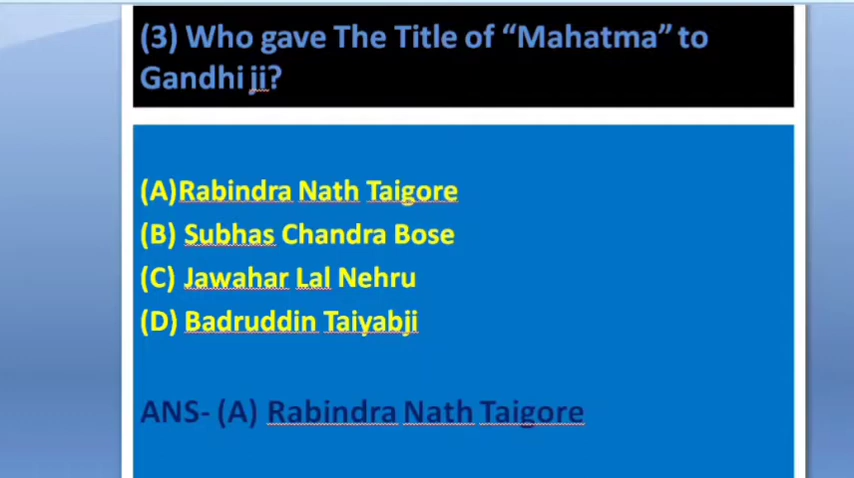 (3) Who gave The Title of “Mahatma” to
Gandhi ji?
(A)Rabindra Nath Taigore
(B) Subhas Chandra Bose
(C) Jawahar Lal Nehru
(D) Badruddin Taiyabji
ANS- (A) Rabindra Nath Taigore